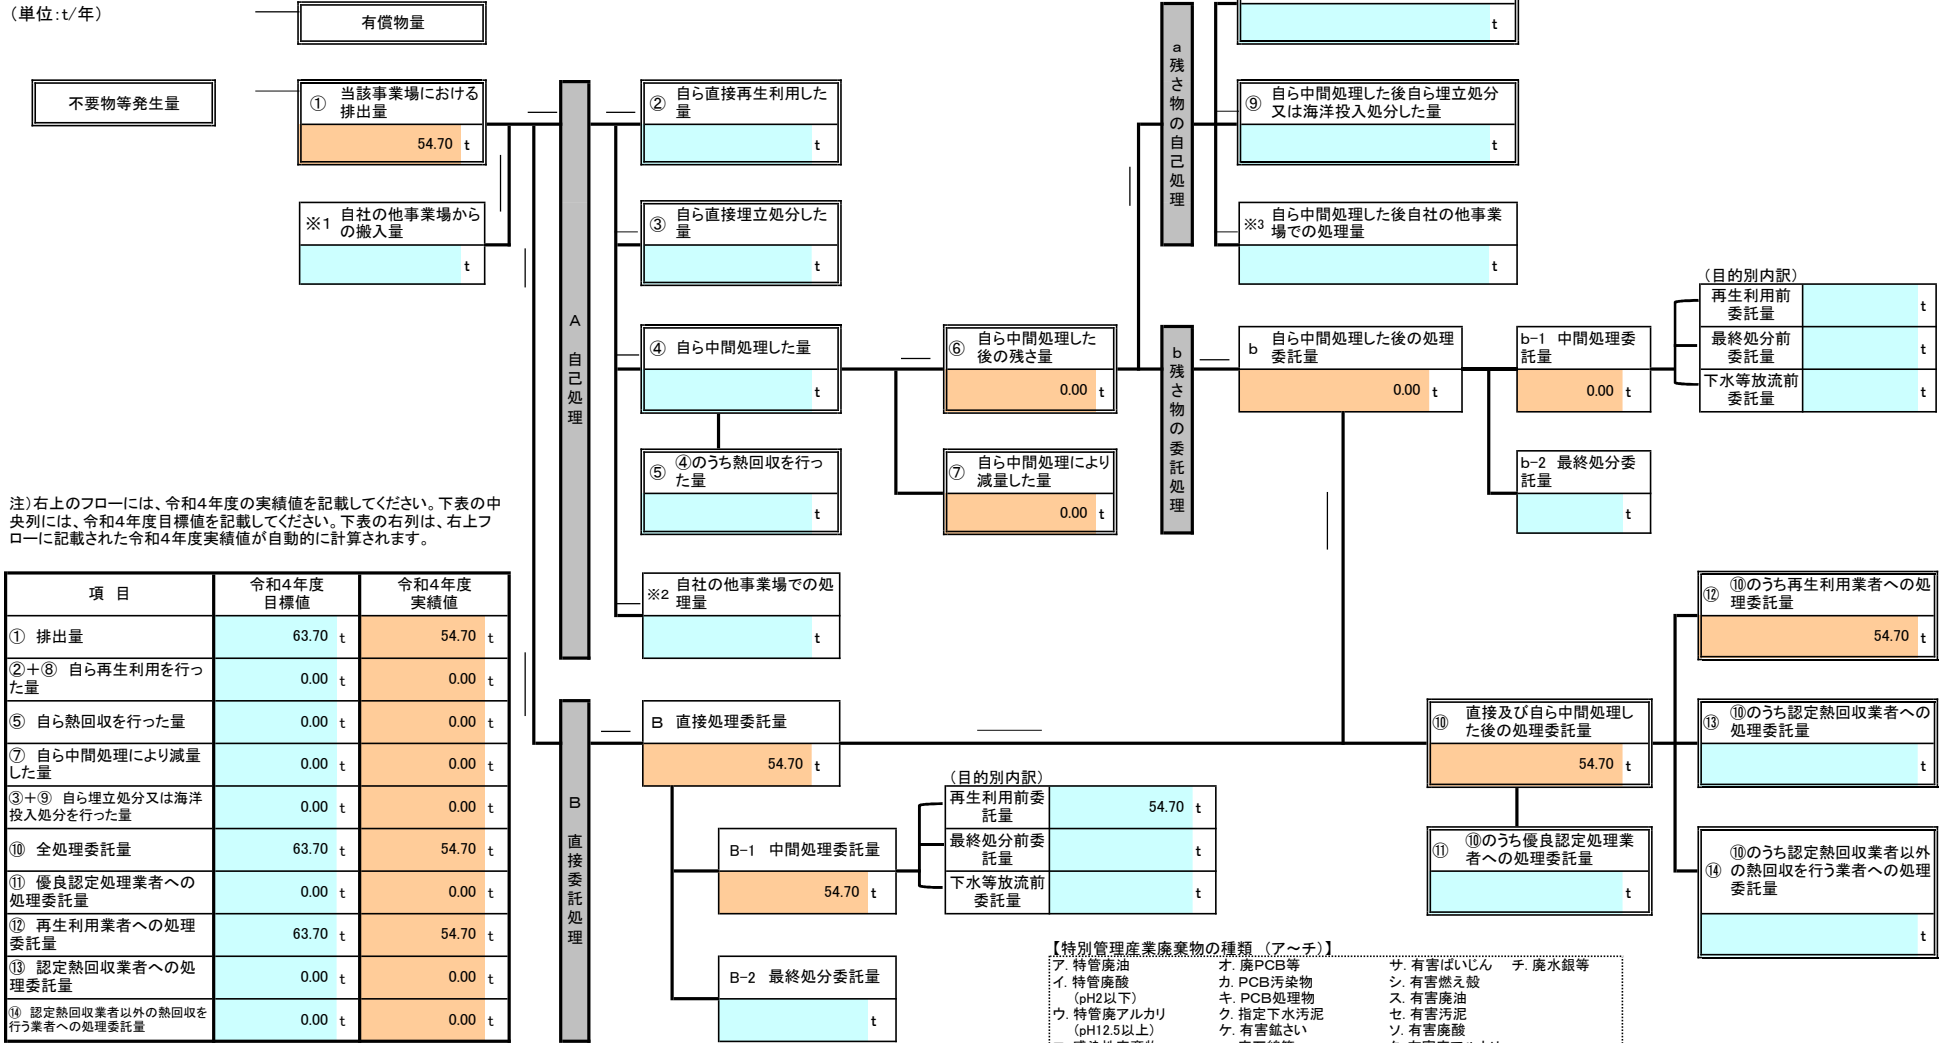 (単位:t/年)
有償物量
不要物等発生量
① 当該事業場における
排出量
54.70 t
※1 自社の他事業場から
の搬入量
t
A 自己処理
② 自ら直接再生利用した
量
t
③ 自ら直接埋立処分した
量
t
④ 自ら中間処理した量
t
⑤ ④のうち熱回収を行っ
た量
t
※2 自社の他事業場での処
理量
t
⑥ 自ら中間処理した
後の残さ量
0.00 t
⑦ 自ら中間処理により
減量した量
0.00 t
a残さ物の自己処理
t
⑨ 自ら中間処理した後自ら埋立処分
又は海洋投入処分した量
t
※3 自ら中間処理した後自社の他事業
場での処理量
t
b残さ物の委託処理
b 自ら中間処理した後の処理
委託量
0.00 t
b-1 中間処理委
託量
0.00 t
b-2 最終処分委
託量
t
(目的別内訳)
再生利用前
委託量
t
最終処分前
委託量
t
下水等放流前
委託量
t
注)右上のフローには、令和4年度の実績値を記載してください。下表の中
央列には、令和4年度目標値を記載してください。下表の右列は、右上フ
ローに記載された令和4年度実績値が自動的に計算されます。
項 目 令和4年度 目標値 令和4年度 実績値
① 排出量 63.70 t 54.70 t
②+⑧ 自ら再生利用を行っ
た量 0.00 t 0.00 t
⑤ 自ら熱回収を行った量 0.00 t 0.00 t
⑦ 自ら中間処理により減量
した量 0.00 t 0.00 t
③+⑨ 自ら埋立処分又は海洋
投入処分を行った量 0.00 t 0.00 t
⑩ 全処理委託量 63.70 t 54.70 t
⑪ 優良認定処理業者への
処理委託量 0.00 t 0.00 t
⑫ 再生利用業者への処理
委託量 63.70 t 54.70 t
⑬ 認定熱回収業者への処
理委託量 0.00 t 0.00 t
⑭ 認定熱回収業者以外の熱回収を
行う業者への処理委託量 0.00 t 0.00 t
B 直接委託処理
B 直接処理委託量
54.70 t
B-1 中間処理委託量
54.70 t
B-2 最終処分委託量
t
(目的別内訳)
再生利用前委
託量
54.70 t
最終処分前委
託量
t
下水等放流前
委託量
t
⑩ 直接及び自ら中間処理し
た後の処理委託量
54.70 t
⑪ ⑩のうち優良認定処理業
者への処理委託量
t
⑫ ⑩のうち再生利用業者への処
理委託量
54.70 t
⑬ ⑩のうち認定熱回収業者への
処理委託量
t
⑭ ⑩のうち認定熱回収業者以外
の熱回収を行う業者への処理
委託量
t
【特別管理産業廃棄物の種類 (ア~チ)】
ア. 特管廃油 オ. 廃PCB等 サ. 有害ばいじん チ. 廃水銀等
イ. 特管廃酸 カ. PCB汚染物 シ. 有害燃え殻
(pH2以下) キ. PCB処理物 ス. 有害廃油
ウ. 特管廃アルカリ ク. 指定下水汚泥 セ. 有害汚泥
(pH12.5以上) ケ. 有害鉱さい ソ. 有害廃酸